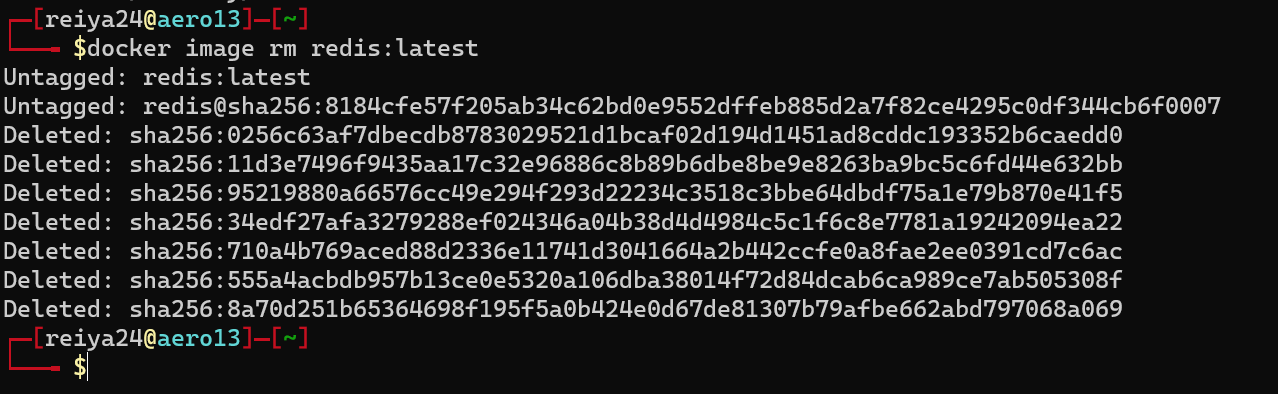 ┌─[reiya24@aero13]─[~]
└──╼ $docker image rm redis:latest
Untagged: redis:latest
Untagged: redis@sha256:8184cfe57f205ab34c62bd0e9552dffeb885d2a7f82ce4295c0df344cb6f0007
Deleted: sha256:0256c63af7dbecdb8783029521d1bcaf02d194d1451ad8cddc193352b6caedd0
Deleted: sha256:11d3e7496f9435aa17c32e96886c8b89b6dbe8be9e8263ba9bc5c6fd44e632bb
Deleted: sha256:95219880a66576cc49e294f293d22234c3518c3bbe64dbdf75a1e79b870e41f5
Deleted: sha256:34edf27afa3279288ef024346a04b38d4d4984c5c1f6c8e7781a19242094ea22
Deleted: sha256:710a4b769aced88d2336e11741d3041664a2b442ccfe0a8fae2ee0391cd7c6ac
Deleted: sha256:555a4acbdb957b13ce0e5320a106dba38014f72d84dcab6ca989ce7ab505308f
Deleted: sha256:8a70d251b65364698f195f5a0b424e0d67de81307b79afbe662abd797068a069
┌─[reiya24@aero13]─[~]
└──╼ $